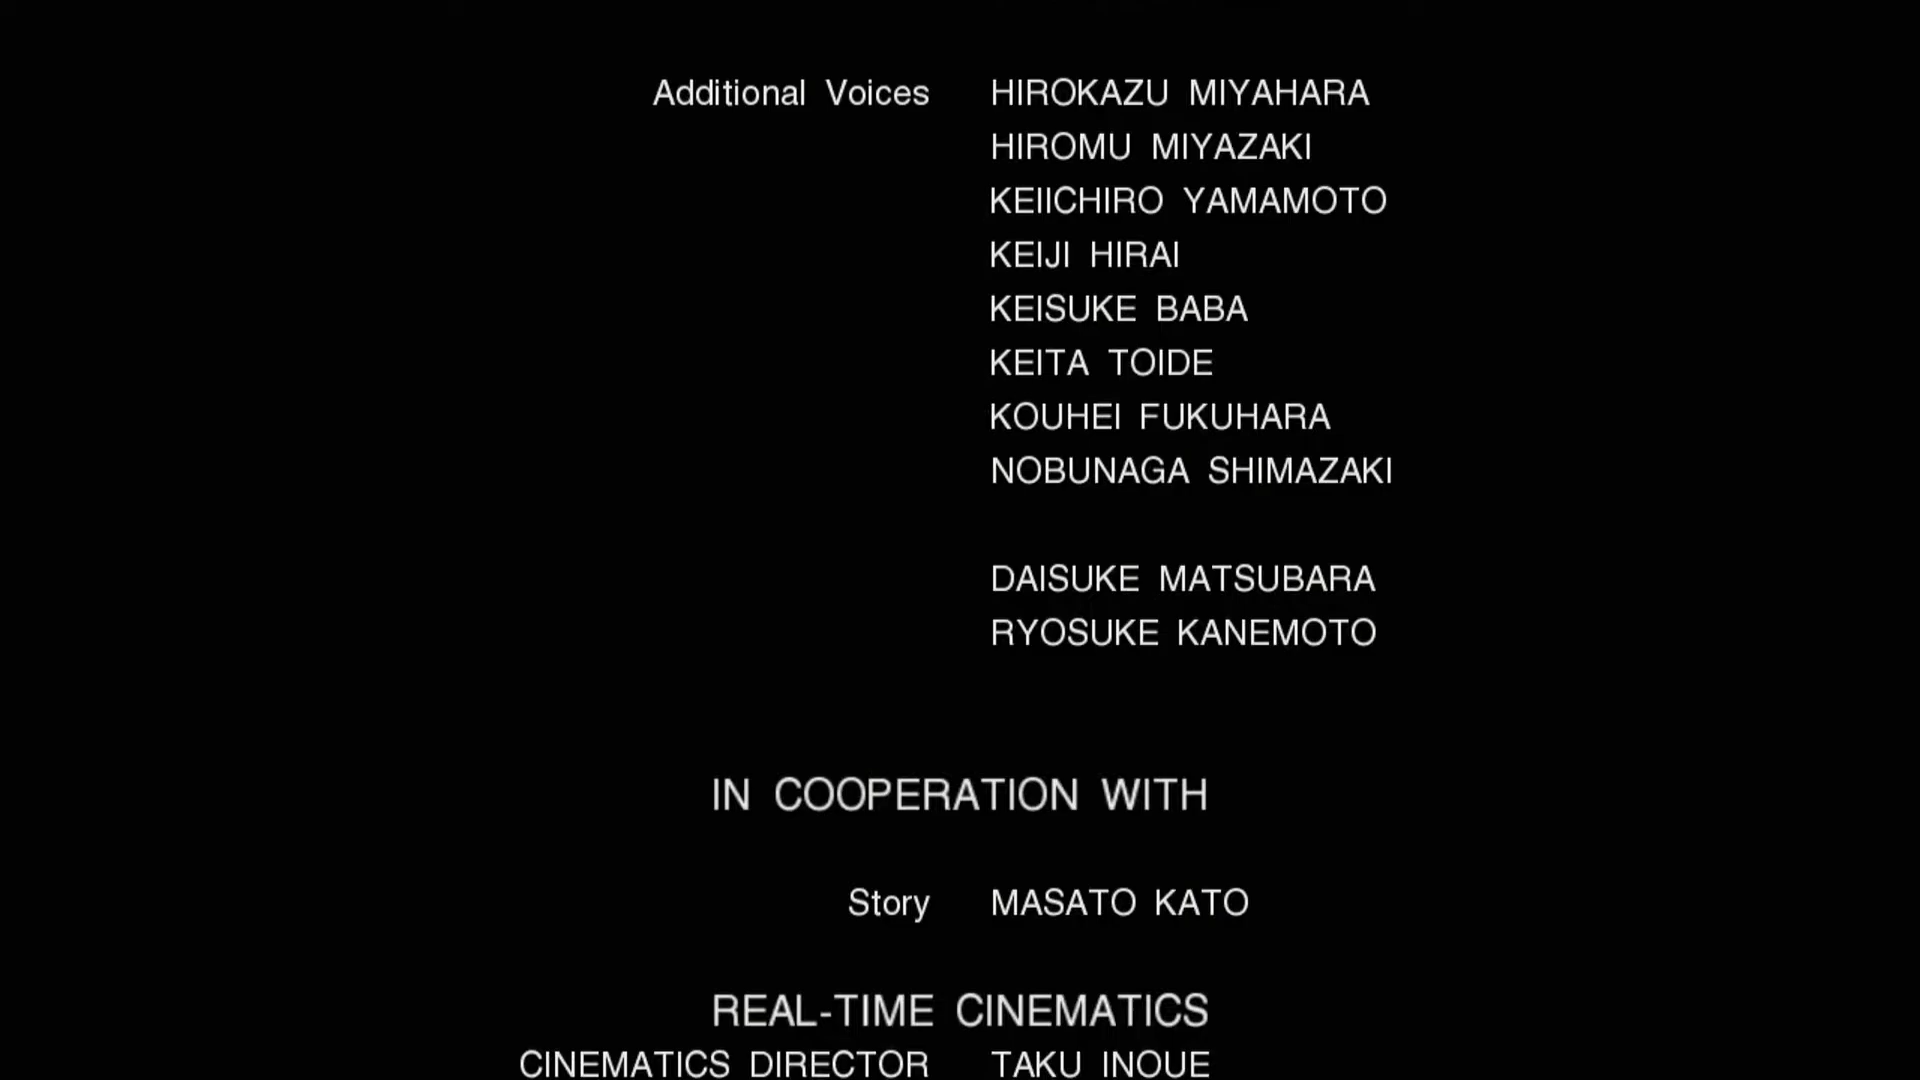 Additional Voices HIROKAZU MIYAHARA
HIROMU MIYAZAKI
KEIICHIRO YAMAMOTO
KEIJI HIRAI
KEISUKE BABA
KEITA TOIDE
KOUHEI FUKUHARA
NOBUNAGA SHIMAZAKI
DAISUKE MATSUBARA
RYOSUKE KANEMOTO
IN COOPERATION WITH
Story MASATO KATO
REAL-TIME CINEMATICS
CINEMATICS DIRECTOR TAKU INOUE